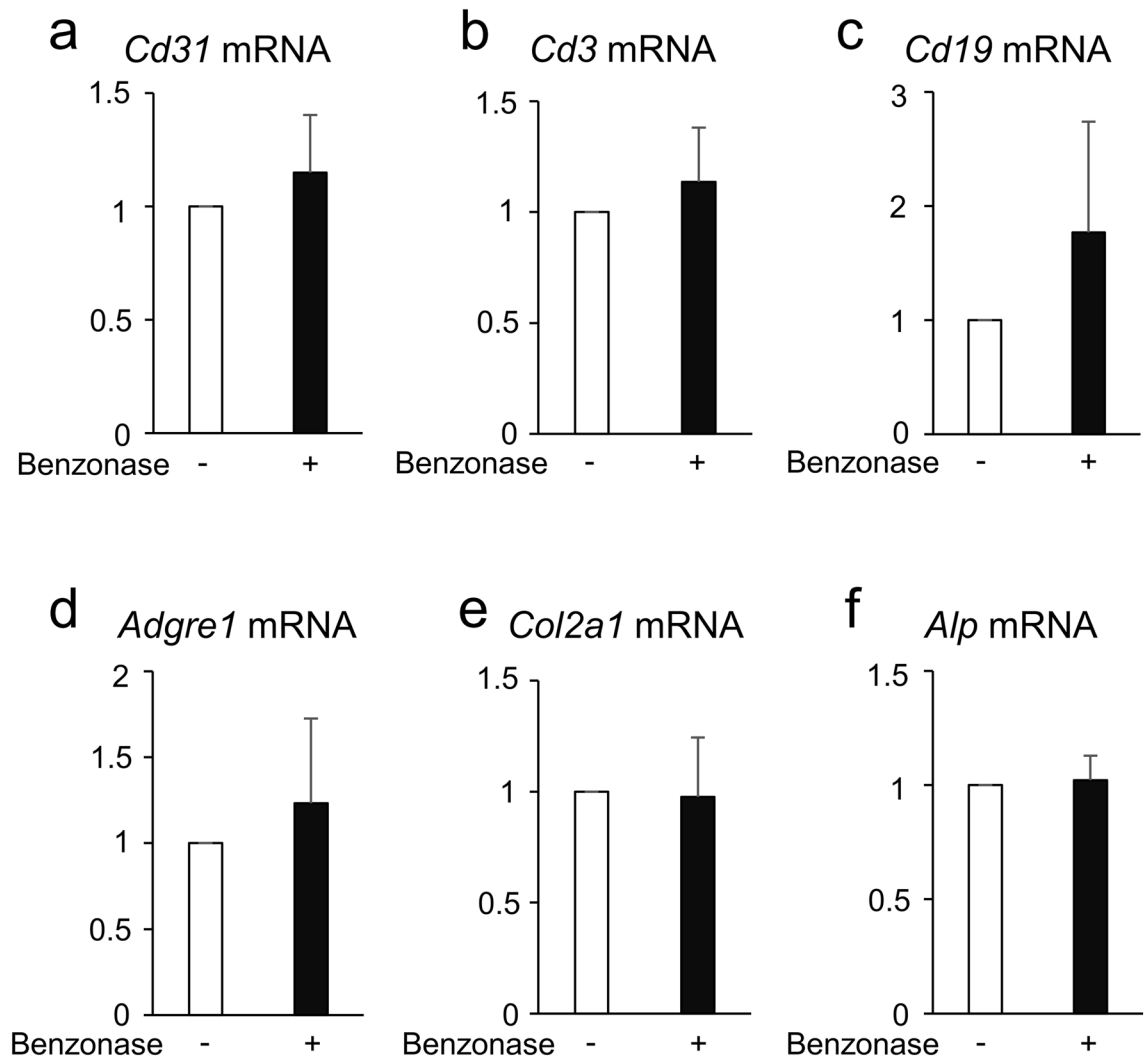 a
Cd31 mRNA
1.5
1
0.5
0
Benzonase - +
b
Cd3 mRNA
1.5
1
0.5
0
Benzonase - +
c
Cd19 mRNA
3
2
1
0
Benzonase - +
d
Adgre1 mRNA
2
1.5
1
0.5
0
Benzonase - +
e
Col2a1 mRNA
1.5
1
0.5
0
Benzonase - +
f
Alp mRNA
1.5
1
0.5
0
Benzonase - +